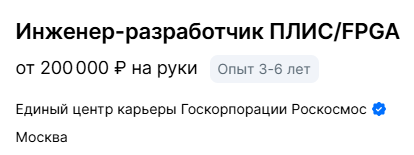 Инженер-разработчик ПЛИС/FPGA
от 200 000 ₽ на руки Опыт 3-6 лет
Единый центр карьеры Госкорпорации Роскосмос
Москва